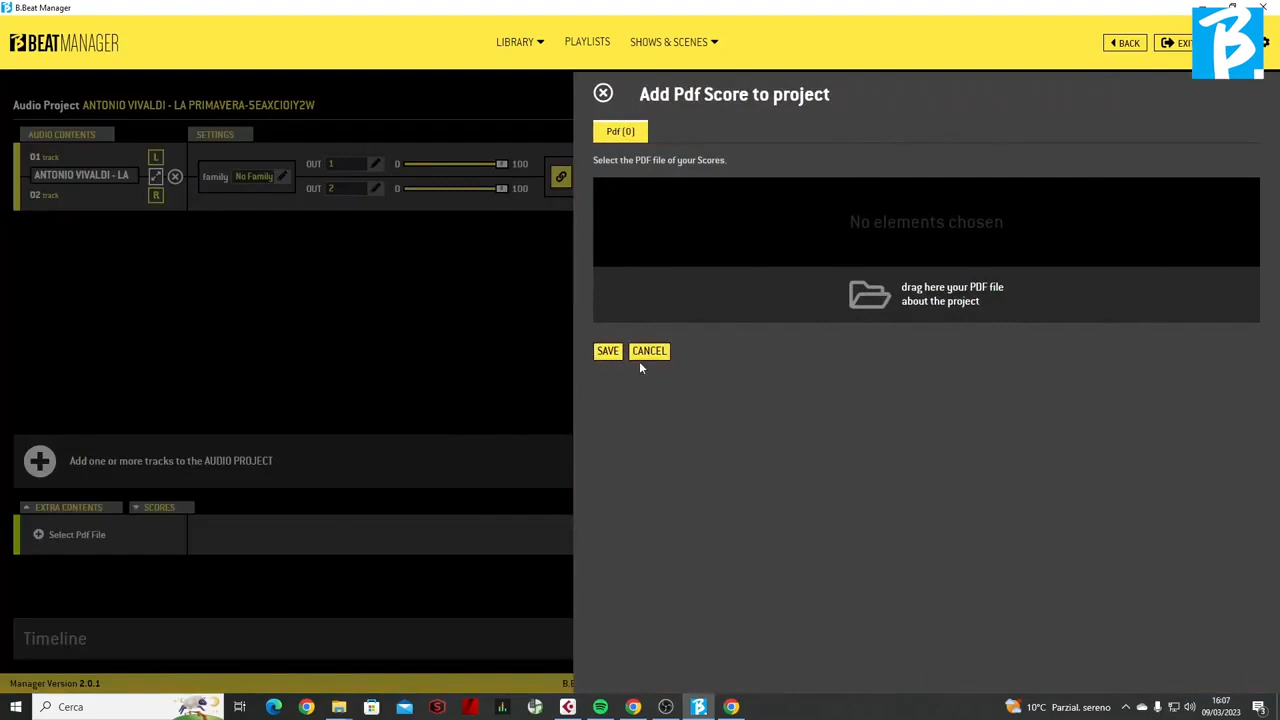 B.Beat Manager
BEATMANAGER
LIBRARY
PLAYLISTS
SHOWS & SCENES
BACK
EXI
B.
Audio Project ANTONIO VIVALDI - LA PRIMAVERA-SEAXCIOIY2W
AUDIO CONTENTS
SETTINGS
01 track
L
ANTONIO VIVALDI - LA
02 track
R
family No Family
OUT 1
0
100
OUT 2
0
100
Add one or more tracks to the AUDIO PROJECT
EXTRA CONTENTS
SCORES
Select Pdf File
Timeline
Manager Version 2.0.1
B.E
Add Pdf Score to project
Pdf (0)
Select the PDF file of your Scores.
No elements chosen
drag here your PDF file
about the project
SAVE
CANCEL
Cerca
10°C Parzial. sereno
16:07
09/03/2023